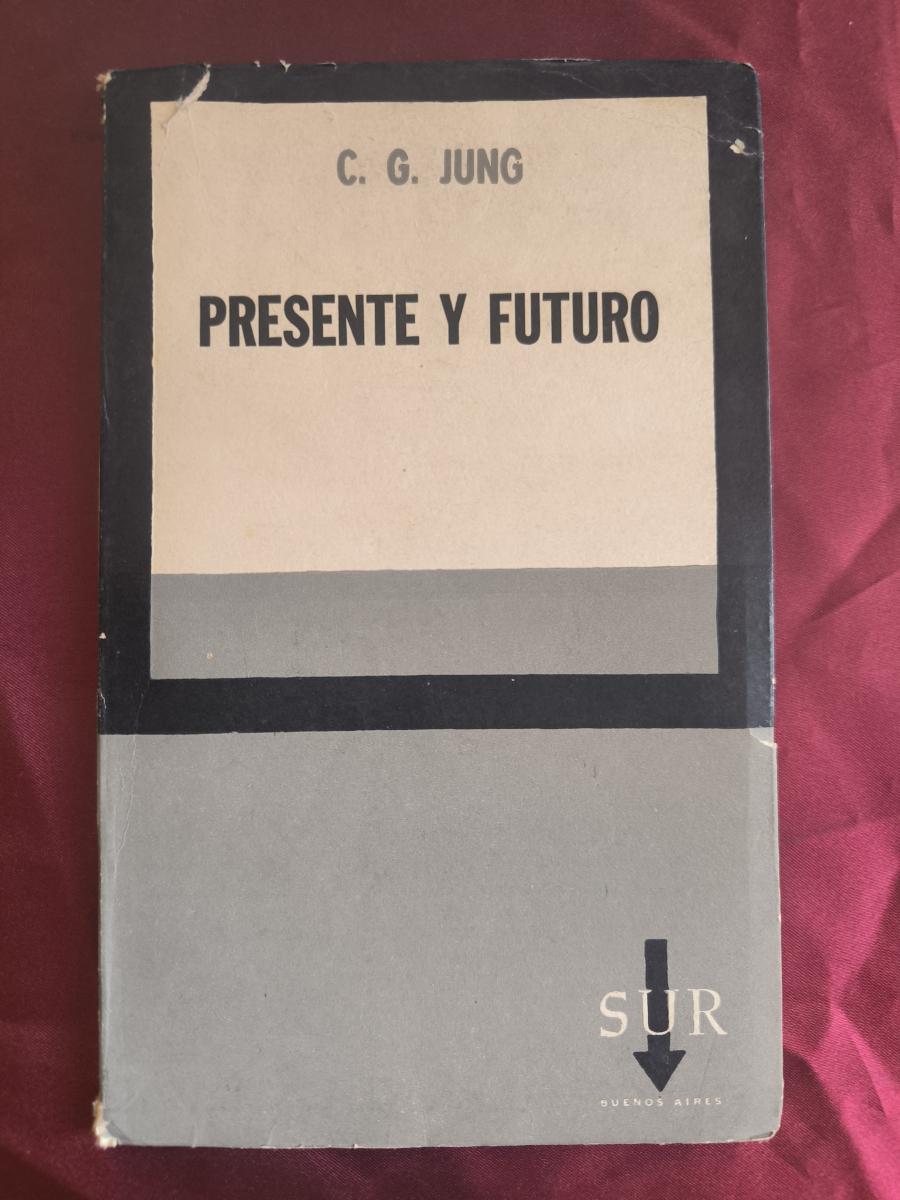 C. G. JUNG
PRESENTE Y FUTURO
SUR
BUENOS AIRES